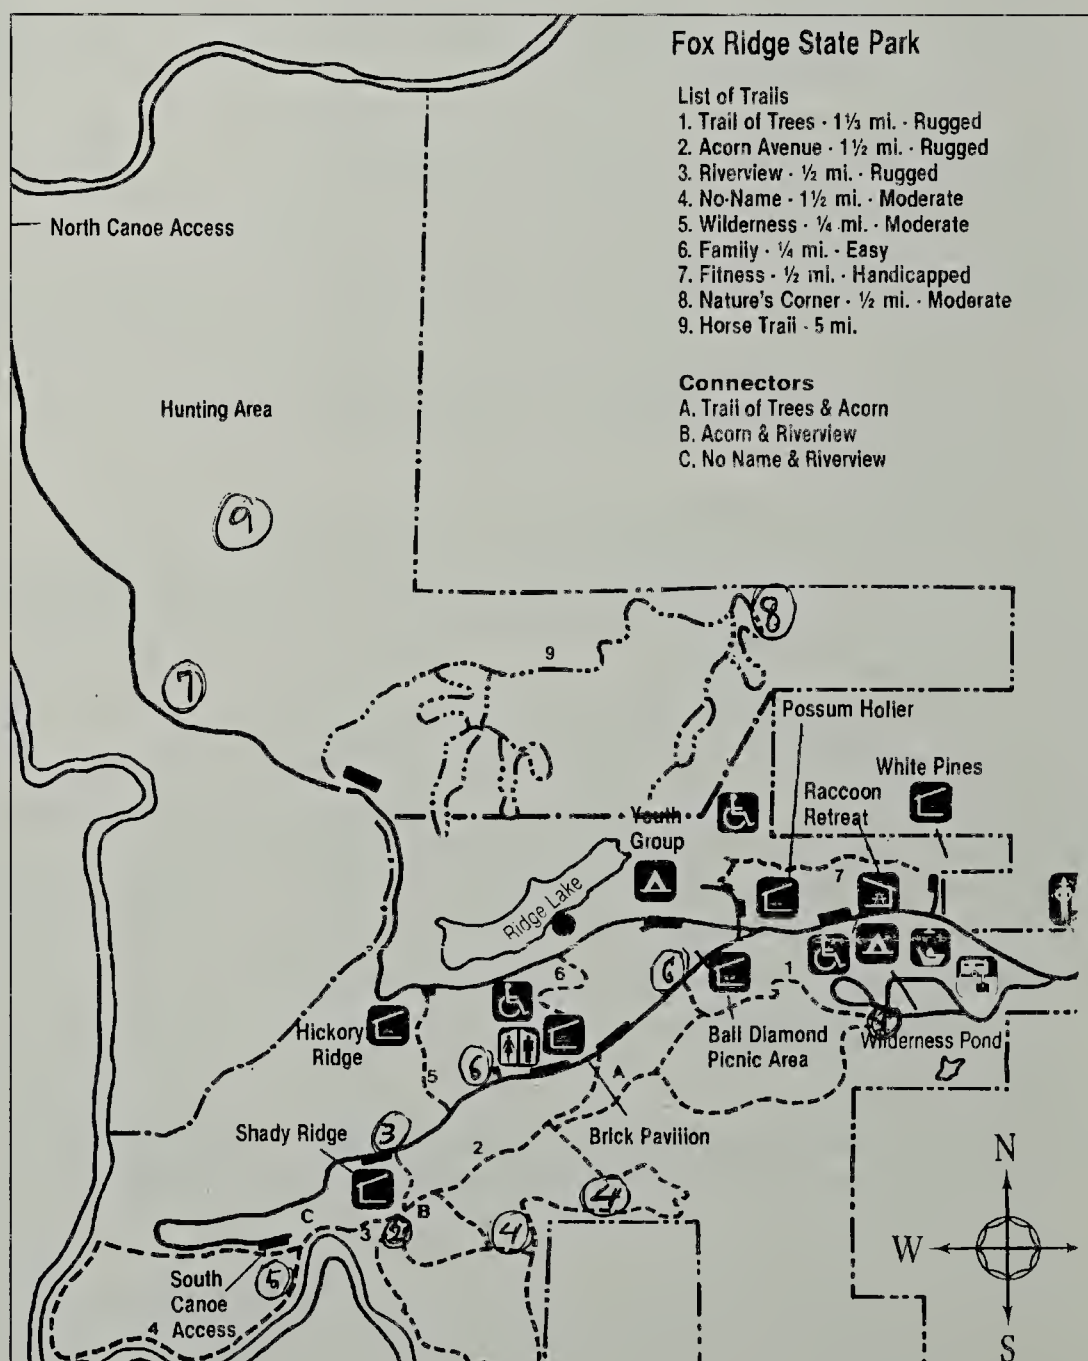 Fox Ridge State Park
List of Trails
1. Trail of Trees · 1⅓ mi. · Rugged
2. Acorn Avenue · 1½ mi. · Rugged
3. Riverview · ½ mi. · Rugged
4. No-Name · 1½ mi. · Moderate
5. Wilderness · ¼ mi. · Moderate
6. Family · ¼ mi. · Easy
7. Fitness · ½ mi. · Handicapped
8. Nature's Corner · ½ mi. · Moderate
9. Horse Trail · 5 mi.
Connectors
A. Trail of Trees & Acorn
B. Acorn & Riverview
C. No Name & Riverview
North Canoe Access
Hunting Area
9
8
9
7
Possum Holler
White Pines
Raccoon
Retreat
Youth
Group
7
Ridge Lake
6
6
1
Hickory
Ridge
Ball Diamond
Picnic Area
Wilderness Pond
5
6
A
Brick Pavilion
Shady Ridge
3
2
4
B
C
3
2
4
N
W
S
South
Canoe
Access
5
4